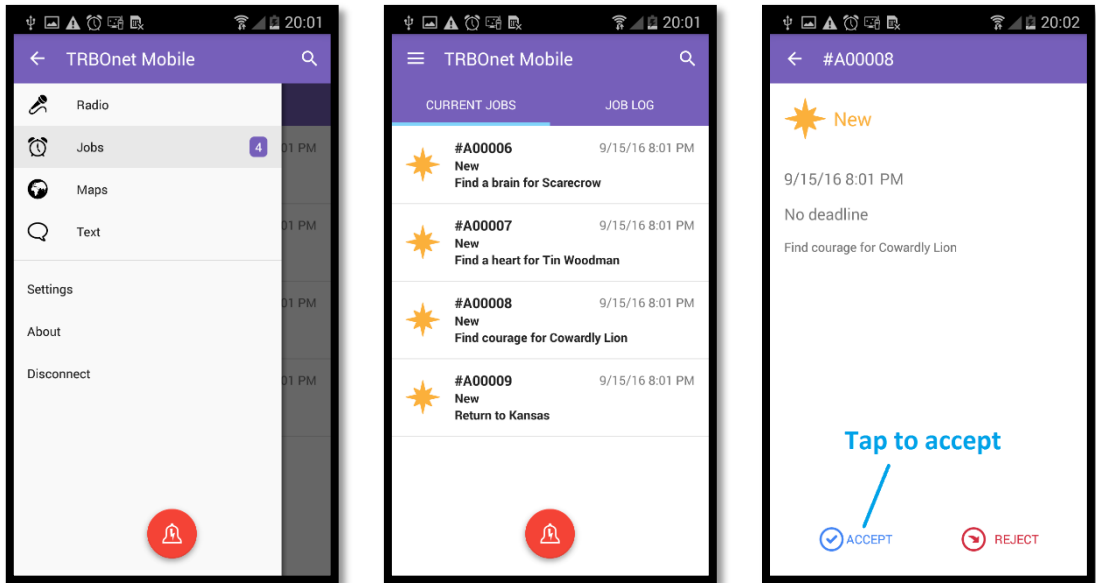 20:01
TRBOnet Mobile
Radio
Jobs
4
01 PM
Maps
Text
01 PM
Settings
01 PM
About
Disconnect
01 PM
20:01
TRBOnet Mobile
CURRENT JOBS JOB LOG
#A00006 9/15/16 8:01 PM
New
Find a brain for Scarecrow
#A00007 9/15/16 8:01 PM
New
Find a heart for Tin Woodman
#A00008 9/15/16 8:01 PM
New
Find courage for Cowardly Lion
#A00009 9/15/16 8:01 PM
New
Return to Kansas
20:02
#A00008
New
9/15/16 8:01 PM
No deadline
Find courage for Cowardly Lion
Tap to accept
ACCEPT REJECT